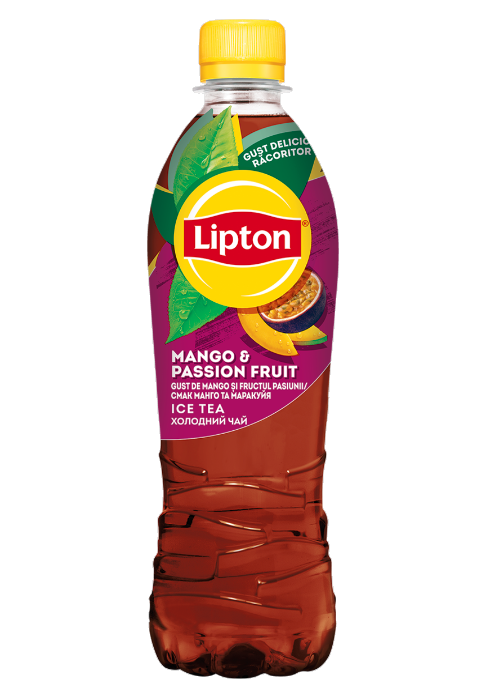 GUST DELICIOS
RĂCORITOR
Lipton
MANGO &
PASSION FRUIT
GUST DE MANGO ȘI FRUCTUL PASIUNII/
СМАК МАНГО ТА МАРАКУЙЯ
ICE TEA
ХОЛОДНИЙ ЧАЙ